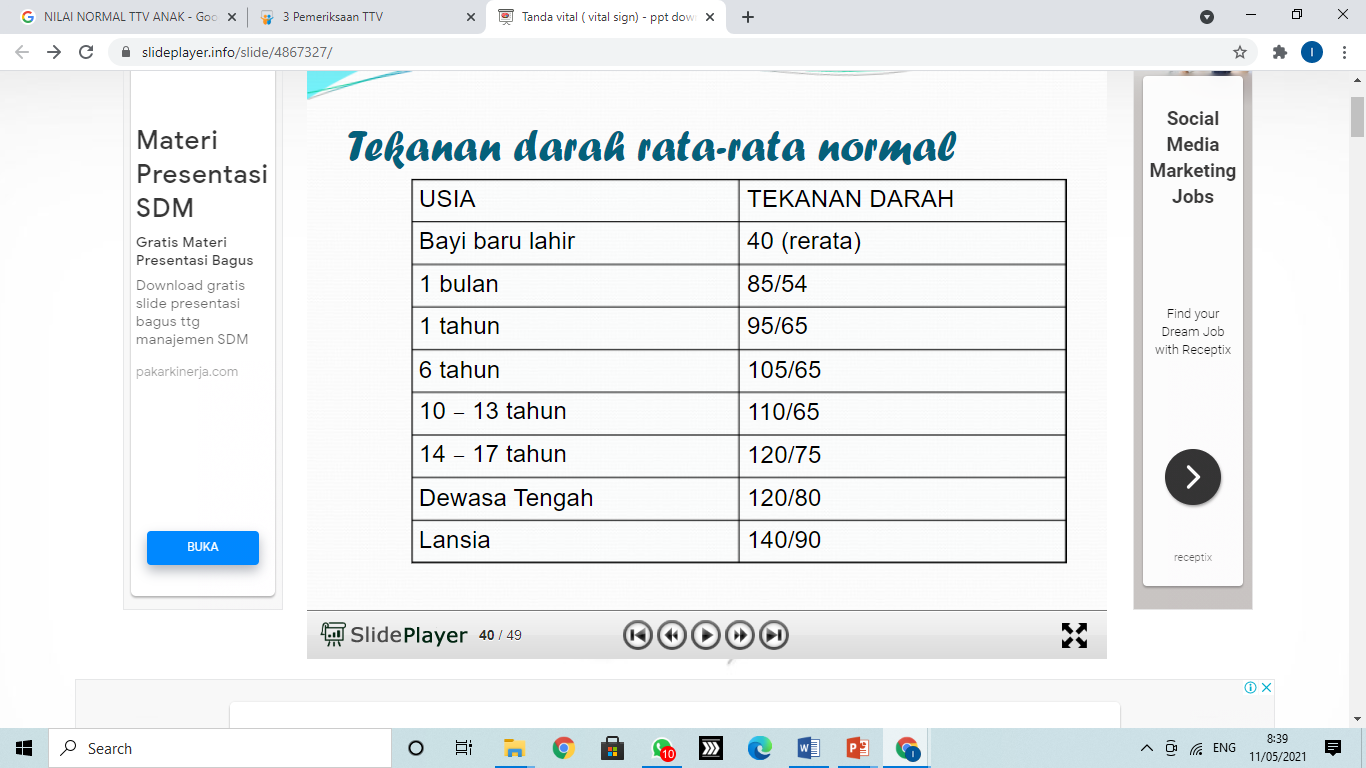 NILAI NORMAL TTV ANAK - Goo
3 Pemeriksaan TTV
Tanda vital ( vital sign) - ppt dow
slideplayer.info/slide/4867327/
I
Materi
Presentasi
SDM
Gratis Materi
Presentasi Bagus
Download gratis
slide presentasi
bagus ttg
manajemen SDM
pakarkinerja.com
BUKA
Tekanan darah rata-rata normal
USIA TEKANAN DARAH
Bayi baru lahir 40 (rerata)
1 bulan 85/54
1 tahun 95/65
6 tahun 105/65
10 – 13 tahun 110/65
14 – 17 tahun 120/75
Dewasa Tengah 120/80
Lansia 140/90
SlidePlayer 40 / 49
Social
Media
Marketing
Jobs
Find your
Dream Job
with Receptix
receptix
Search
10
I
ENG
8:39
11/05/2021